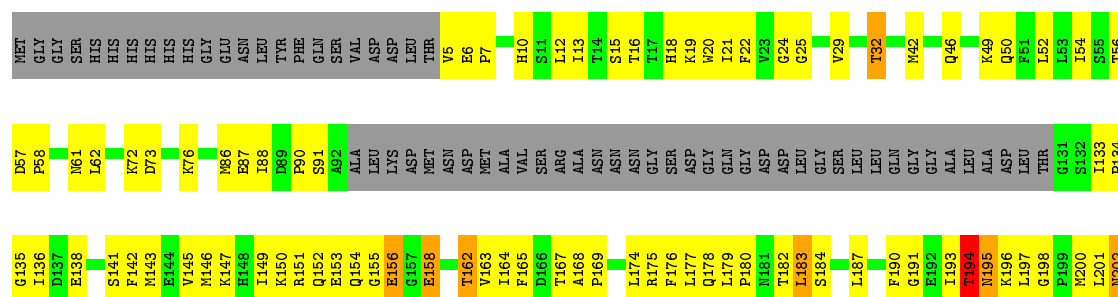 MET GLY GLY SER HIS HIS HIS HIS HIS HIS GLY GLU ASN LEU TYR PHE GLN SER VAL ASP ASP LEU THR V5 E6 P7 H10 S11 L12 I13 T14 S15 T16 T17 H18 K19 W20 I21 F22 V23 G24 G25 V29 T32 M42 Q46 K49 Q50 F51 L52 L53 I54 S55 T56
D57 P58 N61 L62 K72 D73 K76 M86 E87 I88 D89 P90 S91 A92 ALA LEU LYS ASP MET ASN ASP MET ALA VAL SER ARG ALA ASN ASN ASN GLY SER ASP GLY GLN GLY ASP ASP LEU GLY SER LEU LEU GLN GLY GLY ALA LEU ALA ASP LEU THR G131 S132 I133 P134
G135 I136 D137 E138 S141 F142 M143 E144 V145 M146 K147 H148 I149 K150 R151 Q152 E153 Q154 G155 E156 G157 E158 T162 V163 I164 F165 D166 T167 A168 P169 L174 R175 F176 L177 Q178 L179 P180 N181 T182 L183 S184 L187 F190 G191 E192 I193 T194 N195 K196 L197 G198 P199 M200 L201